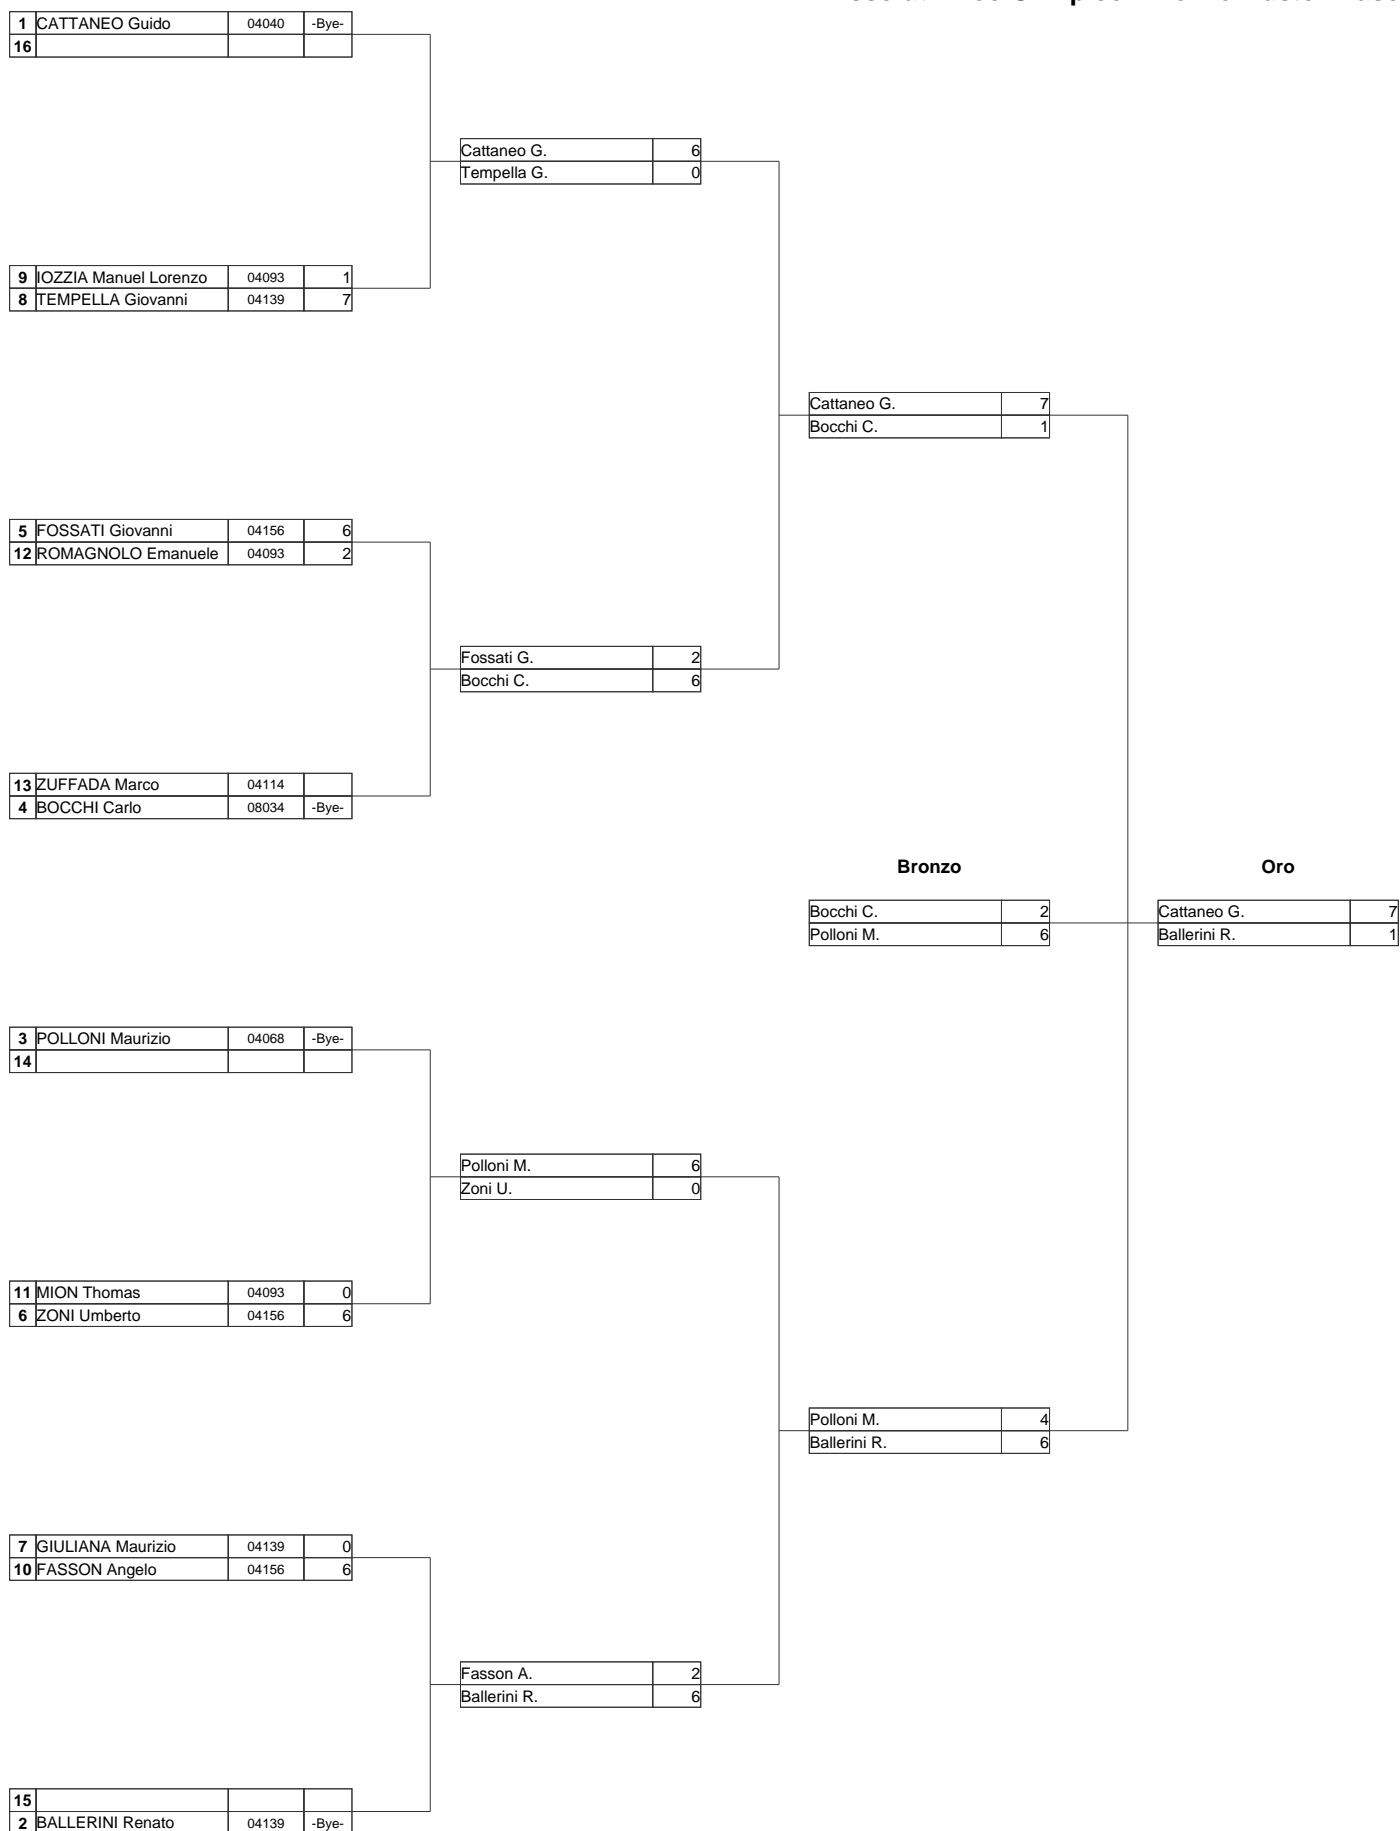 1 CATTANEO Guido 04040 -Bye-
16
Cattaneo G. 6
Tempella G. 0
9 IOZZIA Manuel Lorenzo 04093 1
8 TEMPELLA Giovanni 04139 7
Cattaneo G. 7
Bocchi C. 1
5 FOSSATI Giovanni 04156 6
12 ROMAGNOLO Emanuele 04093 2
Fossati G. 2
Bocchi C. 6
13 ZUFFADA Marco 04114
4 BOCCHI Carlo 08034 -Bye-
Bronzo Oro
Bocchi C. 2 Cattaneo G. 7
Polloni M. 6 Ballerini R. 1
3 POLLONI Maurizio 04068 -Bye-
14
Polloni M. 6
Zoni U. 0
11 MION Thomas 04093 0
6 ZONI Umberto 04156 6
Polloni M. 4
Ballerini R. 6
7 GIULIANA Maurizio 04139 0
10 FASSON Angelo 04156 6
Fasson A. 2
Ballerini R. 6
15
2 BALLERINI Renato 04139 -Bye-